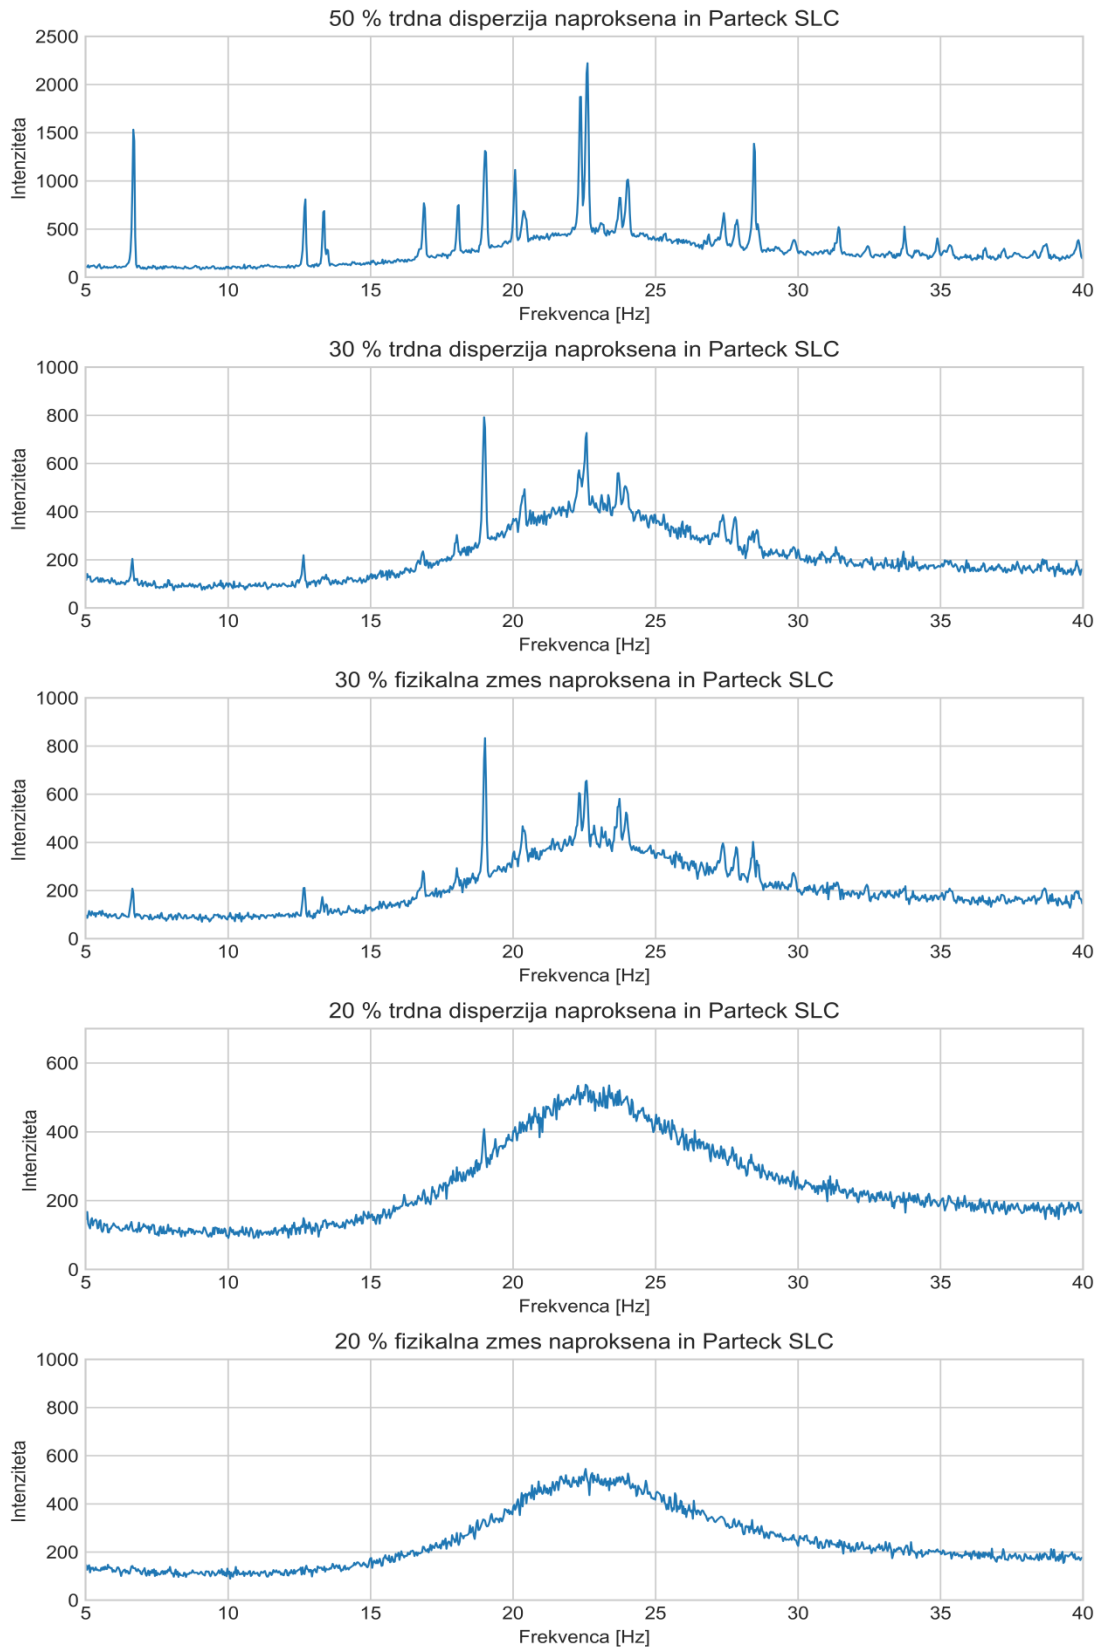 50 % trdna disperzija naproksena in Parteck SLC
2500
2000
1500
1000
500
0
Intenziteta
5 10 15 20 25 30 35 40
Frekvenca [Hz]
30 % trdna disperzija naproksena in Parteck SLC
1000
800
600
400
200
0
Intenziteta
5 10 15 20 25 30 35 40
Frekvenca [Hz]
30 % fizikalna zmes naproksena in Parteck SLC
1000
800
600
400
200
0
Intenziteta
5 10 15 20 25 30 35 40
Frekvenca [Hz]
20 % trdna disperzija naproksena in Parteck SLC
600
400
200
0
Intenziteta
5 10 15 20 25 30 35 40
Frekvenca [Hz]
20 % fizikalna zmes naproksena in Parteck SLC
1000
800
600
400
200
0
Intenziteta
5 10 15 20 25 30 35 40
Frekvenca [Hz]